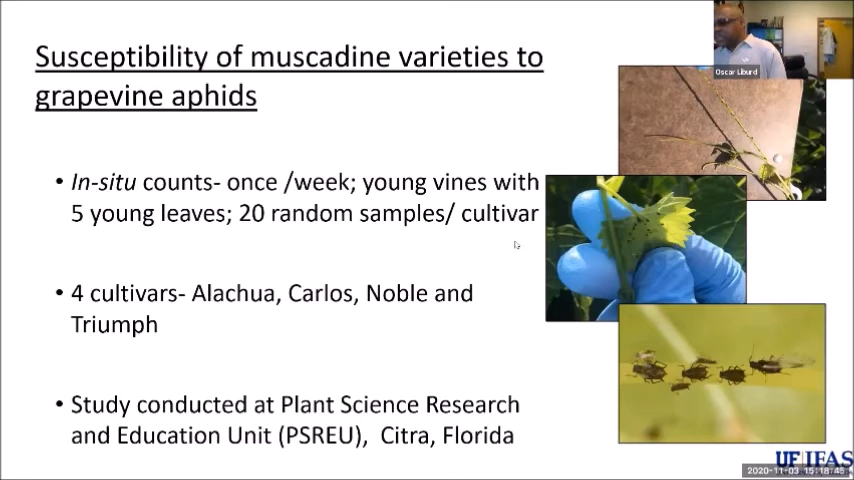 Susceptibility of muscadine varieties to
grapevine aphids
Oscar Liburd
• In-situ counts- once /week; young vines with
5 young leaves; 20 random samples/ cultivar
• 4 cultivars- Alachua, Carlos, Noble and
Triumph
• Study conducted at Plant Science Research
and Education Unit (PSREU), Citra, Florida
UF IFAS
2020-11-03 15:18:45